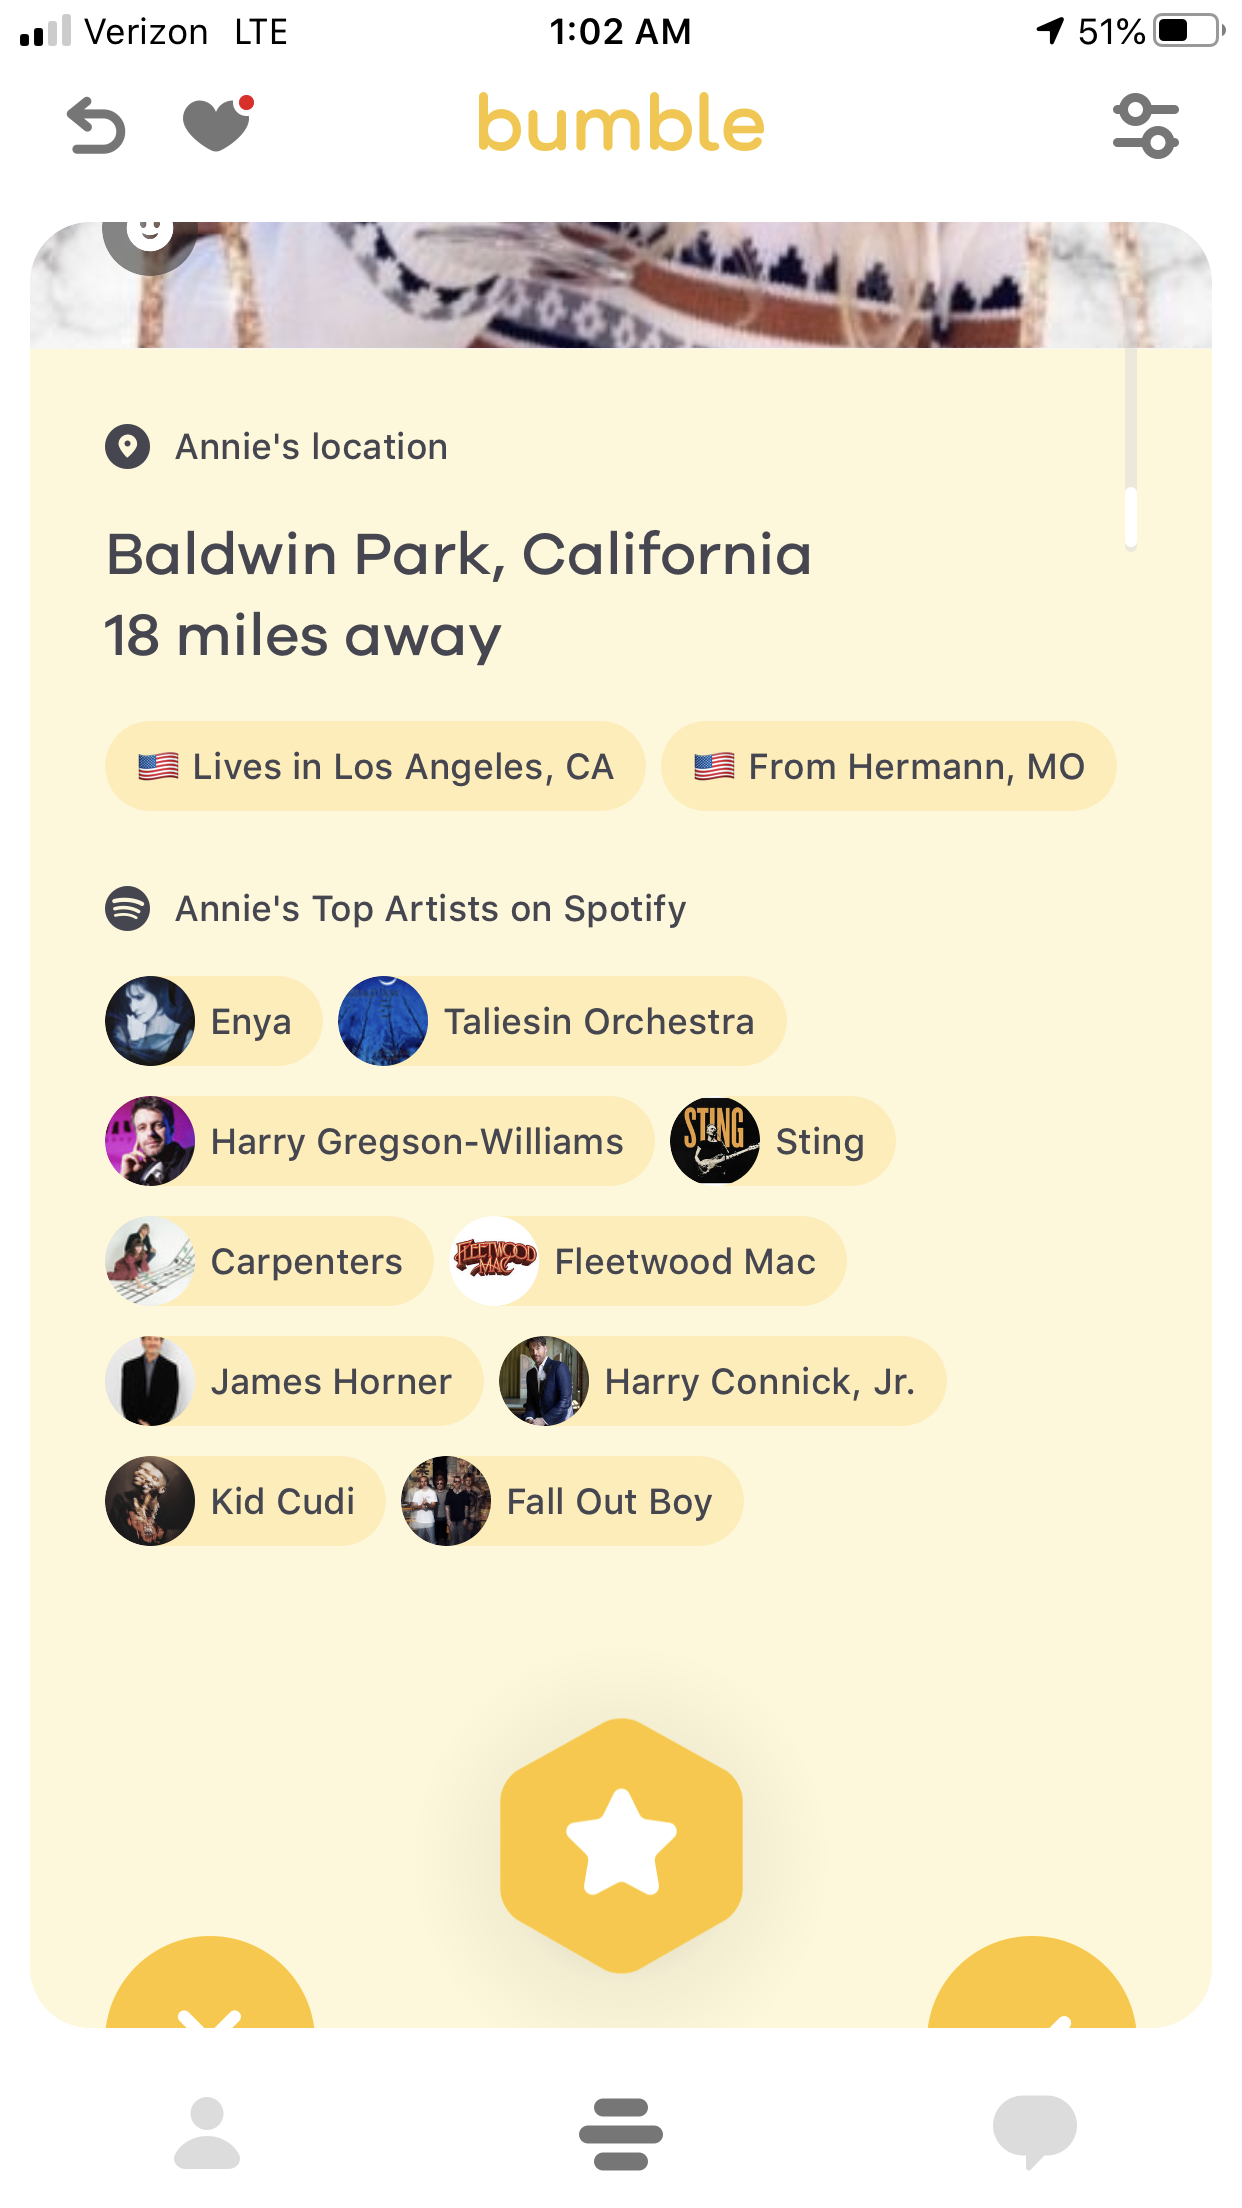 Verizon LTE 1:02 AM 51%
bumble
Annie's location
Baldwin Park, California
18 miles away
Lives in Los Angeles, CA From Hermann, MO
Annie's Top Artists on Spotify
Enya Taliesin Orchestra
Harry Gregson-Williams STING Sting
Carpenters FLEETWOOD MAC Fleetwood Mac
James Horner Harry Connick, Jr.
Kid Cudi Fall Out Boy